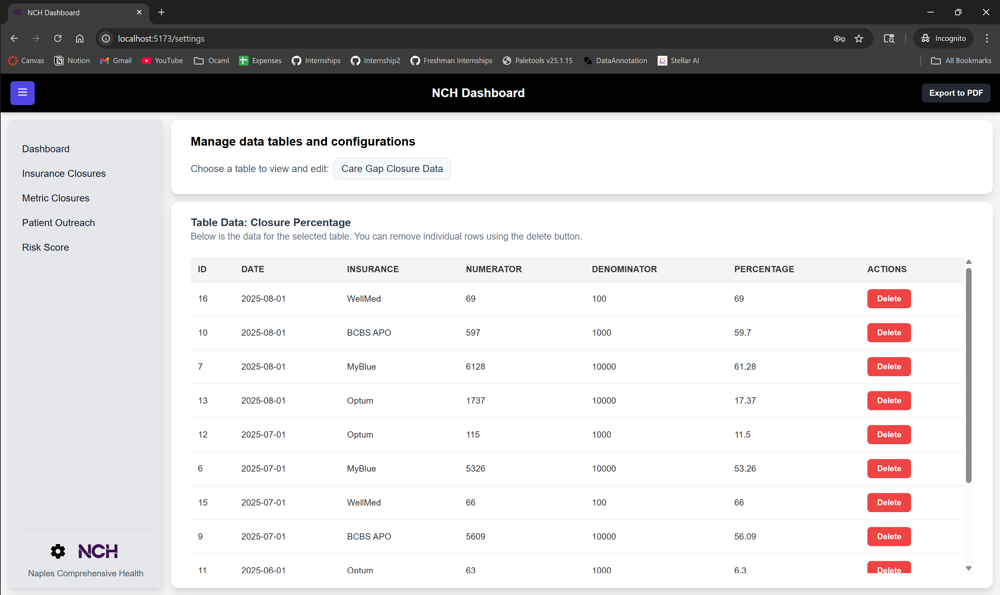 NCH NCH Dashboard
localhost:5173/settings Incognito
Canvas Notion Gmail YouTube Ocaml Expenses Internships Internship2 Freshman Internships Paletools v25.1.15 DataAnnotation Stellar AI All Bookmarks
NCH Dashboard Export to PDF
Dashboard
Insurance Closures
Metric Closures
Patient Outreach
Risk Score
NCH
Naples Comprehensive Health
Manage data tables and configurations
Choose a table to view and edit: Care Gap Closure Data
Table Data: Closure Percentage
Below is the data for the selected table. You can remove individual rows using the delete button.
ID DATE INSURANCE NUMERATOR DENOMINATOR PERCENTAGE ACTIONS
16 2025-08-01 WellMed 69 100 69 Delete
10 2025-08-01 BCBS APO 597 1000 59.7 Delete
7 2025-08-01 MyBlue 6128 10000 61.28 Delete
13 2025-08-01 Optum 1737 10000 17.37 Delete
12 2025-07-01 Optum 115 1000 11.5 Delete
6 2025-07-01 MyBlue 5326 10000 53.26 Delete
15 2025-07-01 WellMed 66 100 66 Delete
9 2025-07-01 BCBS APO 5609 10000 56.09 Delete
11 2025-06-01 Optum 63 1000 6.3 Delete